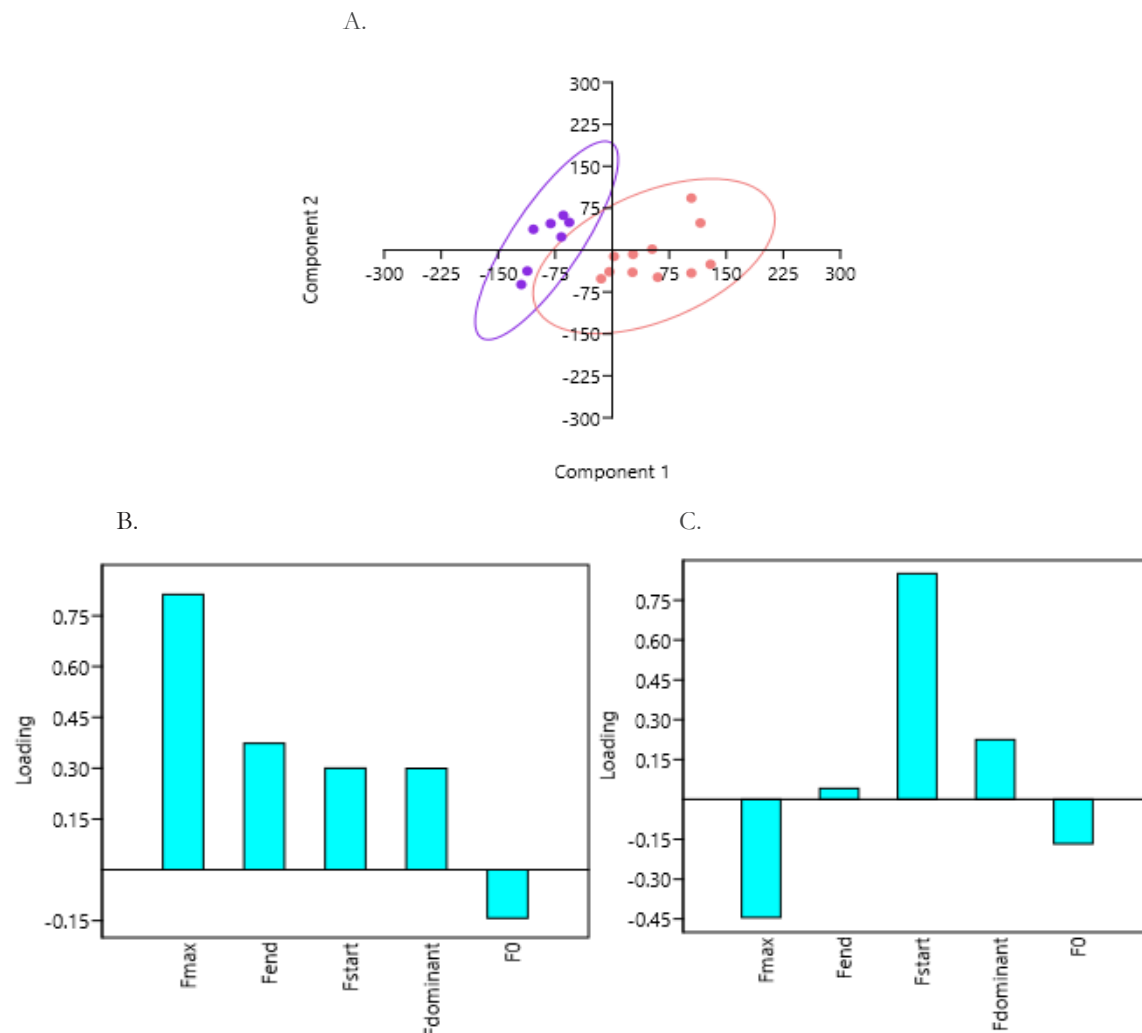 A.
300
225
150
75
-300
-225
-150
-75
75
150
225
300
-75
-150
-225
-300
Component 2
Component 1
B.
C.
0.75
0.60
0.45
0.30
0.15
-0.15
Loading
Fmax
Fend
Fstart
Fdominant
F0
0.75
0.60
0.45
0.30
0.15
-0.15
-0.30
-0.45
Loading
Fmax
Fend
Fstart
Fdominant
F0